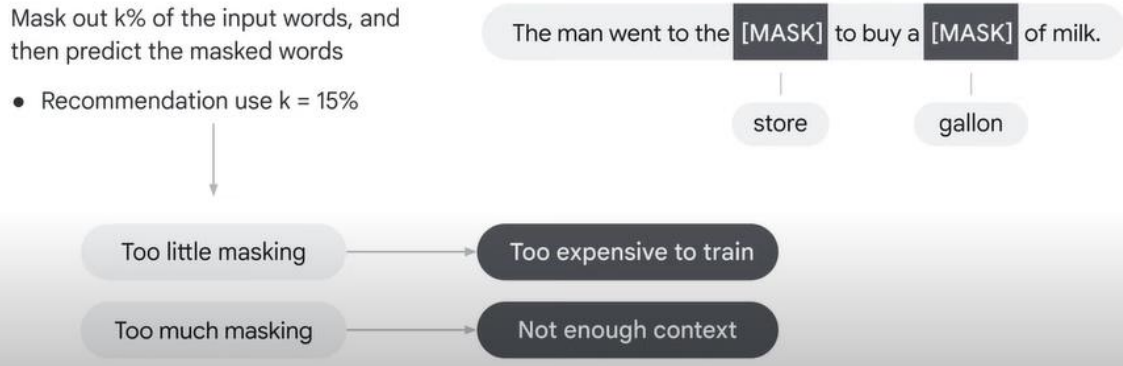 Mask out k% of the input words, and
then predict the masked words
• Recommendation use k = 15%
The man went to the [MASK] to buy a [MASK] of milk.
store
gallon
Too little masking
Too expensive to train
Too much masking
Not enough context